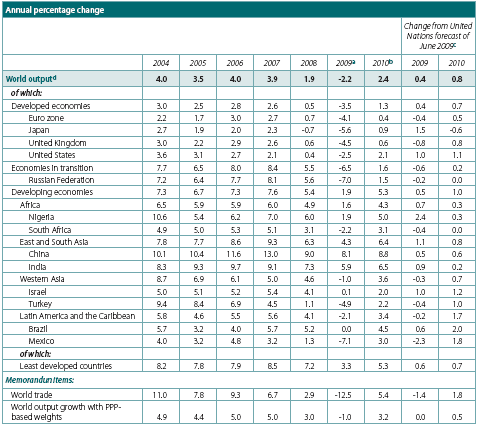 Annual percentage change
Change from United
Nations forecast of
June 2009c
2004 2005 2006 2007 2008 2009a 2010b 2009 2010
World outputd 4.0 3.5 4.0 3.9 1.9 -2.2 2.4 0.4 0.8
of which:
Developed economies 3.0 2.5 2.8 2.6 0.5 -3.5 1.3 0.4 0.7
Euro zone 2.2 1.7 3.0 2.7 0.7 -4.1 0.4 -0.4 0.5
Japan 2.7 1.9 2.0 2.3 -0.7 -5.6 0.9 1.5 -0.6
United Kingdom 3.0 2.2 2.9 2.6 0.6 -4.5 0.6 -0.8 0.8
United States 3.6 3.1 2.7 2.1 0.4 -2.5 2.1 1.0 1.1
Economies in transition 7.7 6.5 8.0 8.4 5.5 -6.5 1.6 -0.6 0.2
Russian Federation 7.2 6.4 7.7 8.1 5.6 -7.0 1.5 -0.2 0.0
Developing economies 7.3 6.7 7.3 7.6 5.4 1.9 5.3 0.5 1.0
Africa 6.5 5.9 5.9 6.0 4.9 1.6 4.3 0.7 0.3
Nigeria 10.6 5.4 6.2 7.0 6.0 1.9 5.0 2.4 0.3
South Africa 4.9 5.0 5.3 5.1 3.1 -2.2 3.1 -0.4 0.0
East and South Asia 7.8 7.7 8.6 9.3 6.3 4.3 6.4 1.1 0.8
China 10.1 10.4 11.6 13.0 9.0 8.1 8.8 0.5 0.6
India 8.3 9.3 9.7 9.1 7.3 5.9 6.5 0.9 0.2
Western Asia 8.7 6.9 6.1 5.0 4.6 -1.0 3.6 -0.3 0.7
Israel 5.0 5.1 5.2 5.4 4.1 0.1 2.0 1.0 1.2
Turkey 9.4 8.4 6.9 4.5 1.1 -4.9 2.2 -0.4 1.0
Latin America and the Caribbean 5.8 4.6 5.5 5.6 4.1 -2.1 3.4 -0.2 1.7
Brazil 5.7 3.2 4.0 5.7 5.2 0.0 4.5 0.6 2.0
Mexico 4.0 3.2 4.8 3.2 1.3 -7.1 3.0 -2.3 1.8
of which:
Least developed countries 8.2 7.8 7.9 8.5 7.2 3.3 5.3 0.6 0.7
Memorandum items:
World trade 11.0 7.8 9.3 6.7 2.9 -12.5 5.4 -1.4 1.8
World output growth with PPP-
based weights 4.9 4.4 5.0 5.0 3.0 -1.0 3.2 0.0 0.5